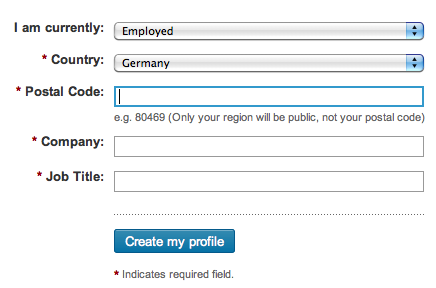 I am currently: Employed
* Country: Germany
* Postal Code:
e.g. 80469 (Only your region will be public, not your postal code)
* Company:
* Job Title:
Create my profile
* Indicates required field.